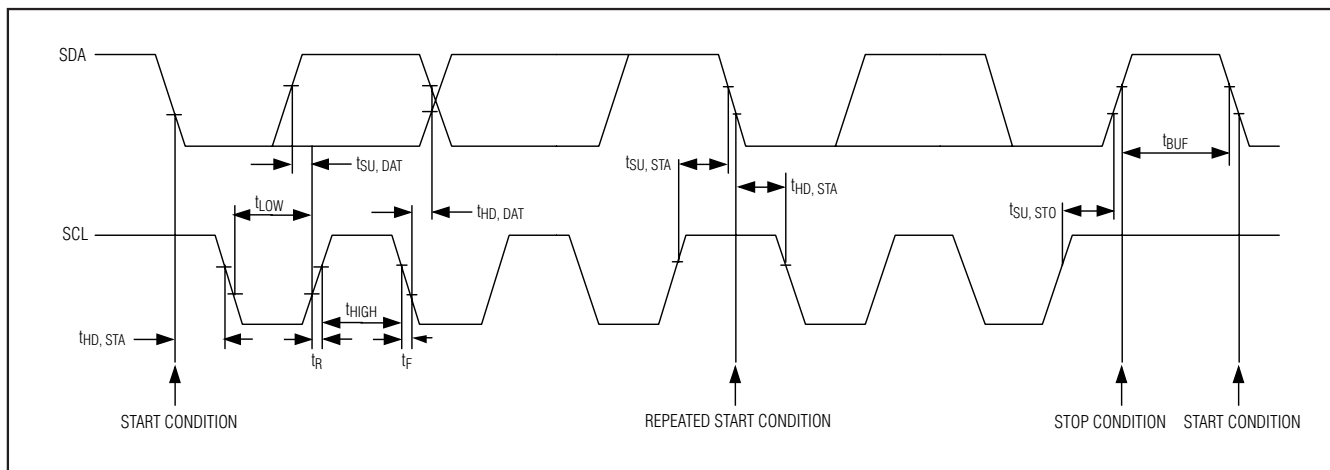 SDA
tSU, DAT
tSU, STA
tHD, STA
tBUF
tLOW
tHD, DAT
tSU, STO
SCL
tHIGH
tHD, STA
tR
tF
START CONDITION
REPEATED START CONDITION
STOP CONDITION
START CONDITION